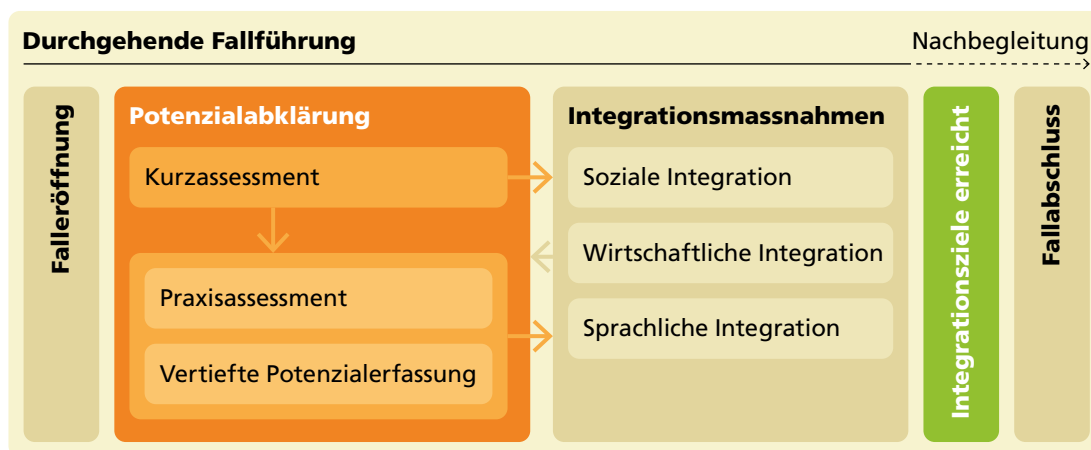 Durchgehende Fallführung
Nachbegleitung
Falleröffnung
Potenzialabklärung
Kurzassessment
Praxisassessment
Vertiefte Potenzialerfassung
Integrationsmassnahmen
Soziale Integration
Wirtschaftliche Integration
Sprachliche Integration
Integrationsziele erreicht
Fallabschluss